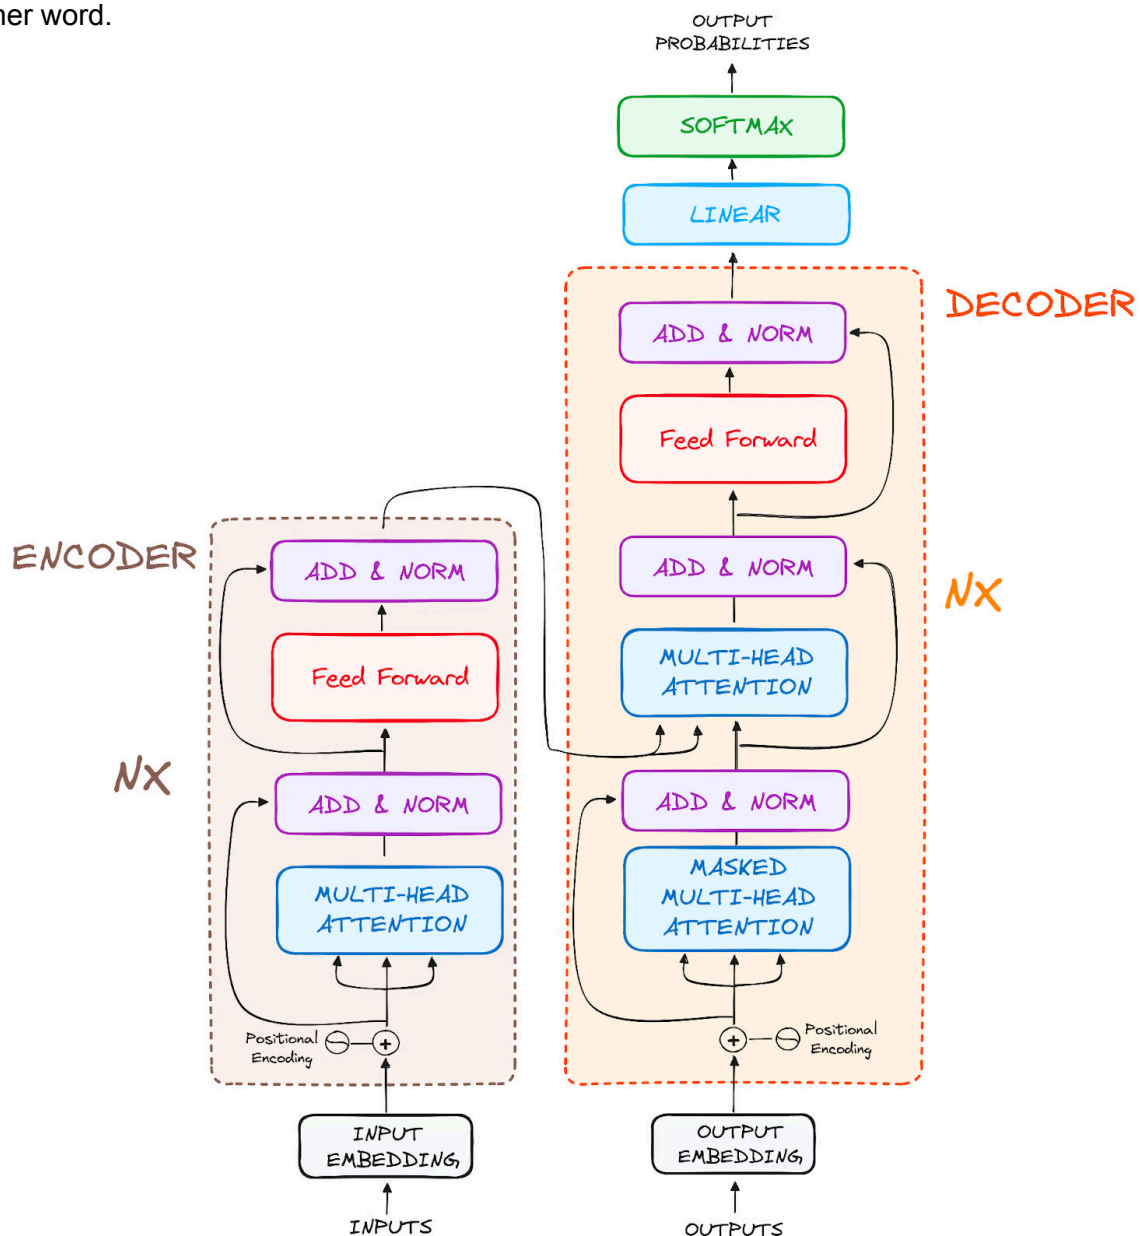 her word.
OUTPUT
PROBABILITIES
SOFTMAX
LINEAR
DECODER
ADD & NORM
Feed Forward
ADD & NORM
NX
MULTI-HEAD
ATTENTION
ADD & NORM
MASKED
MULTI-HEAD
ATTENTION
Positional
Encoding
OUTPUT
EMBEDDING
OUTPUTS
ENCODER
ADD & NORM
Feed Forward
NX
ADD & NORM
MULTI-HEAD
ATTENTION
Positional
Encoding
INPUT
EMBEDDING
INPUTS